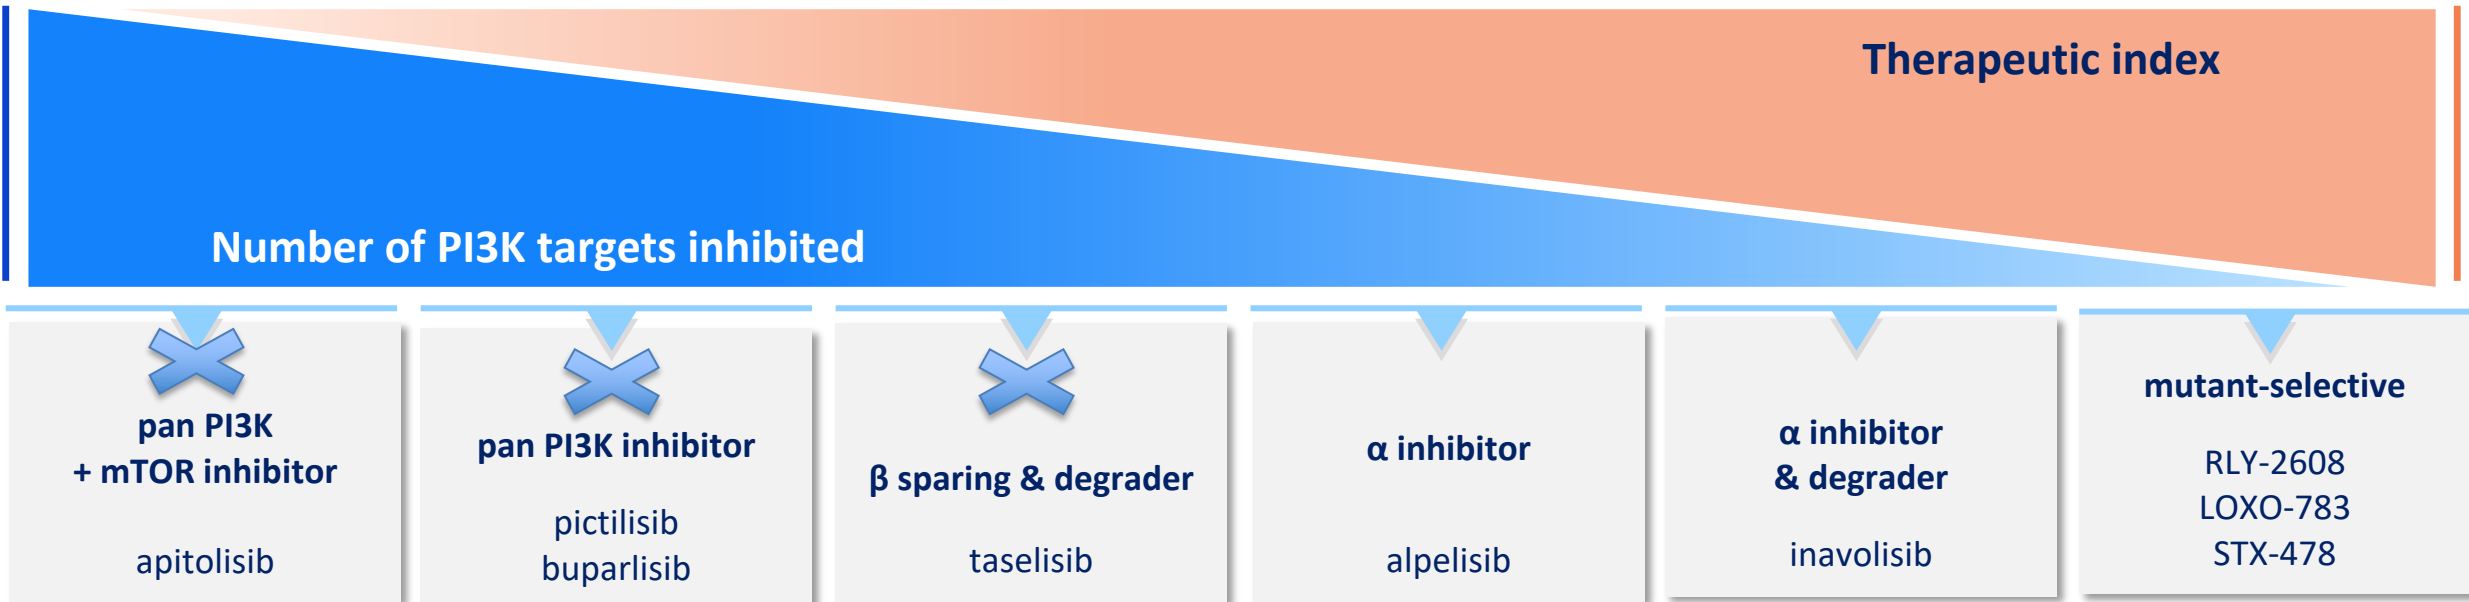 Therapeutic index
Number of PI3K targets inhibited
pan PI3K
+ mTOR inhibitor
apitolisib
pan PI3K inhibitor
pictilisib
buparlisib
β sparing & degrader
taselisib
α inhibitor
alpelisib
α inhibitor
& degrader
inavolisib
mutant-selective
RLY-2608
LOXO-783
STX-478